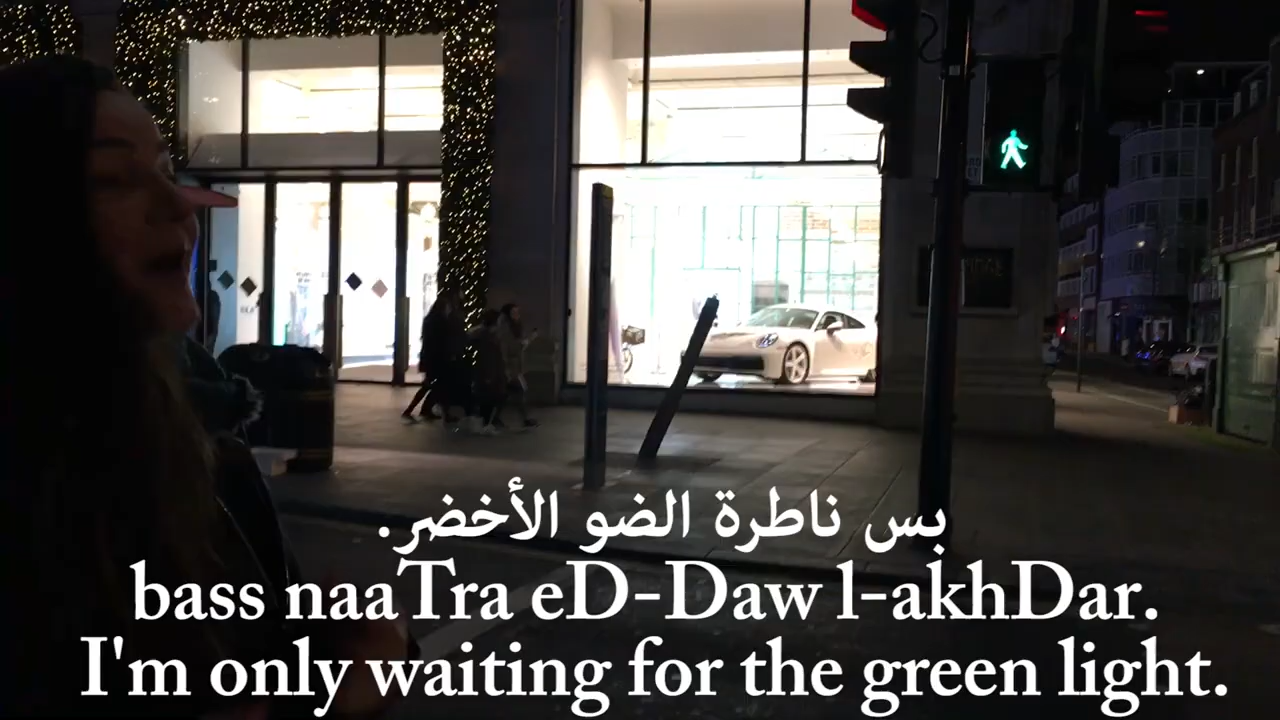 بس ناطرة الضو الأخضر.
bass naaTra eD-Daw l-akhDar.
I'm only waiting for the green light.